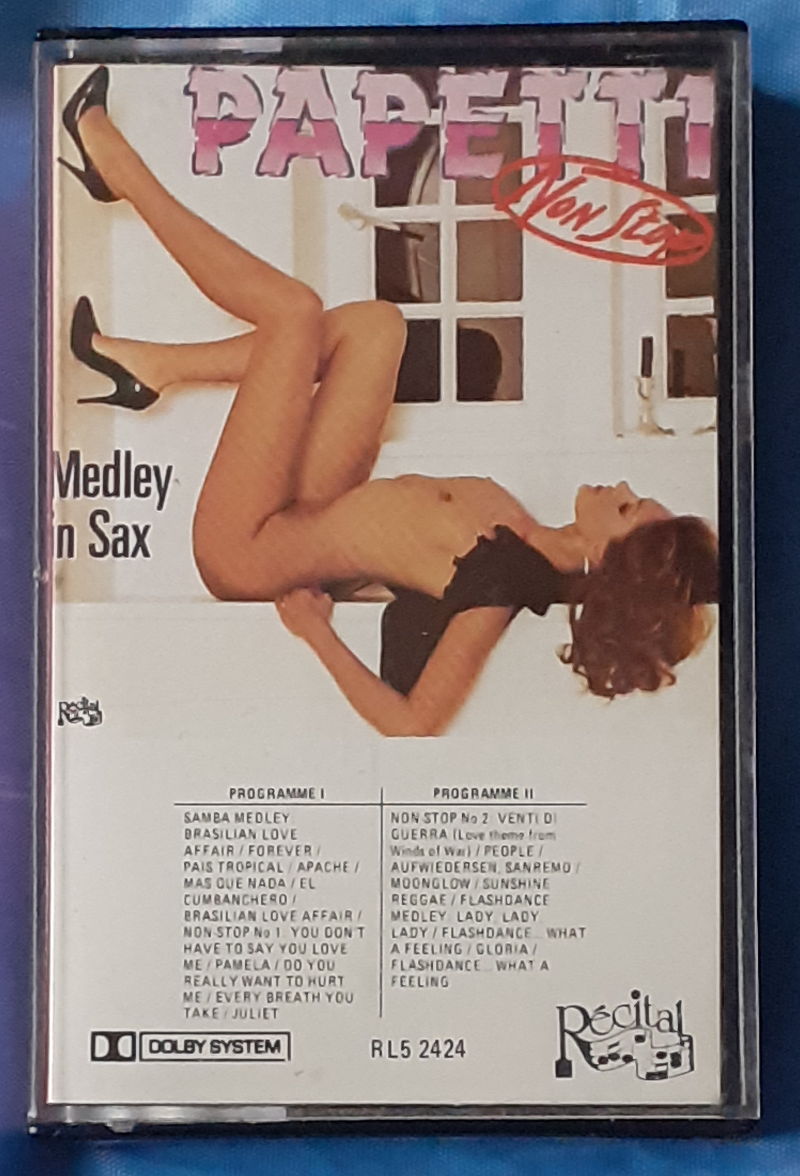 PAPETTI
Non Stop
Medley
in Sax
Récital
PROGRAMME I
SAMBA MEDLEY
BRASILIAN LOVE
AFFAIR / FOREVER /
PAIS TROPICAL / APACHE /
MAS QUE NADA / EL
CUMBANCHERO /
BRASILIAN LOVE AFFAIR /
NON-STOP No 1. YOU DON'T
HAVE TO SAY YOU LOVE
ME / PAMELA / DO YOU
REALLY WANT TO HURT
ME / EVERY BREATH YOU
TAKE / JULIET
PROGRAMME II
NON-STOP No 2. VENTI DI
GUERRA (Love theme from
Winds of War) / PEOPLE /
AUFWIEDERSEN, SANREMO /
MOONGLOW / SUNSHINE
REGGAE / FLASHDANCE
MEDLEY. LADY, LADY,
LADY / FLASHDANCE... WHAT
A FEELING / GLORIA /
FLASHDANCE... WHAT A
FEELING
DOLBY SYSTEM
RL5 2424
Récital